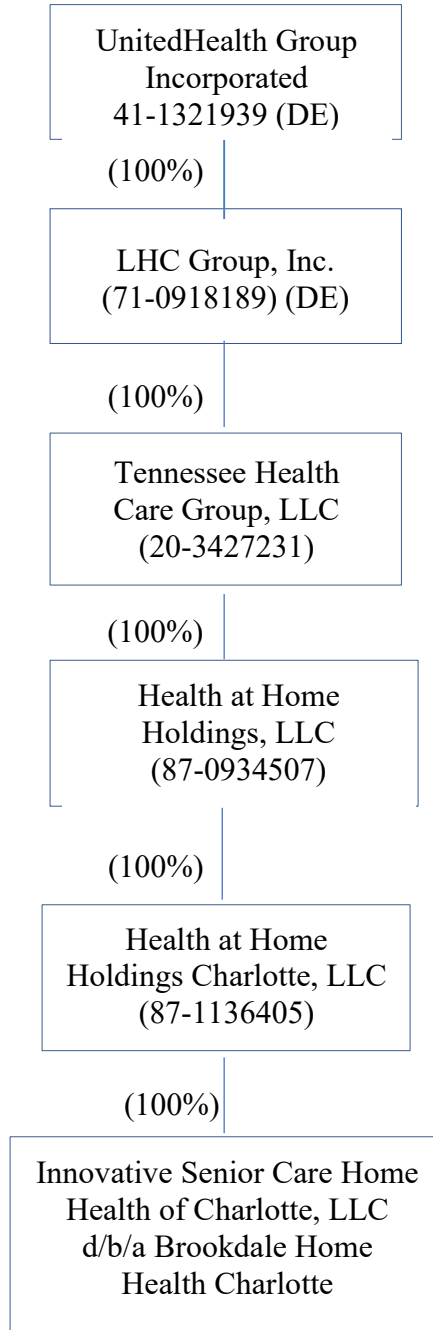 UnitedHealth Group
Incorporated
41-1321939 (DE)
(100%)
LHC Group, Inc.
(71-0918189) (DE)
(100%)
Tennessee Health
Care Group, LLC
(20-3427231)
(100%)
Health at Home
Holdings, LLC
(87-0934507)
(100%)
Health at Home
Holdings Charlotte, LLC
(87-1136405)
(100%)
Innovative Senior Care Home
Health of Charlotte, LLC
d/b/a Brookdale Home
Health Charlotte